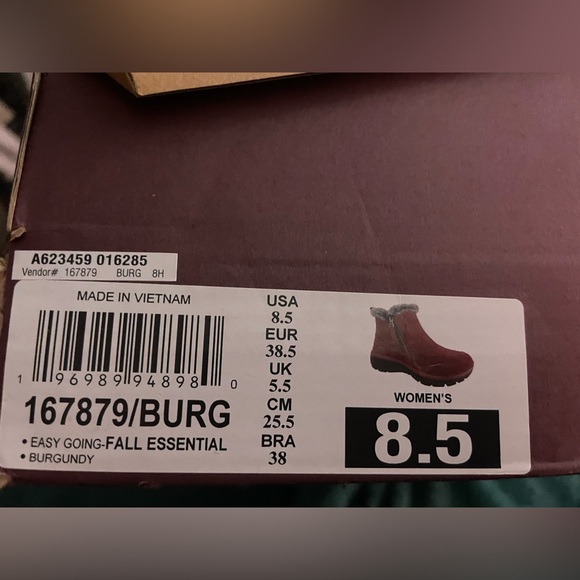 A623459 016285
Vendor# 167879 BURG 8H
MADE IN VIETNAM
1 96989 94898 0
167879/BURG
• EASY GOING-FALL ESSENTIAL
• BURGUNDY
USA
8.5
EUR
38.5
UK
5.5
CM
25.5
BRA
38
WOMEN'S
8.5